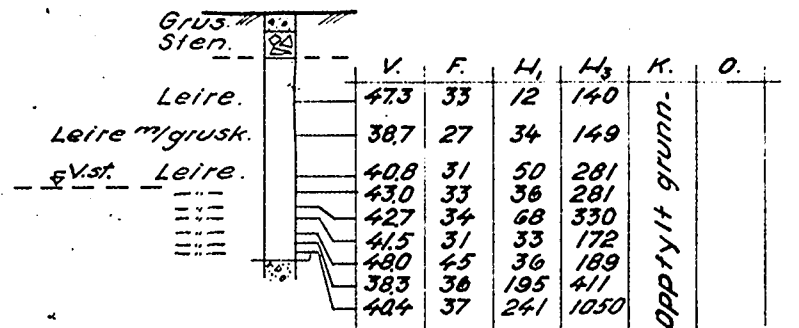 Grus.
Sten.
V. F. H₁ H₃ K. O.
Leire. 47.3 33 12 140
Leire m/grusk. 38.7 27 34 149
V.st. Leire. 40.8 31 50 281
43.0 33 36 281
42.7 34 68 330
41.5 31 33 172
48.0 45 36 189
38.3 36 195 411
40.4 37 241 1050
Oppfylt grunn-